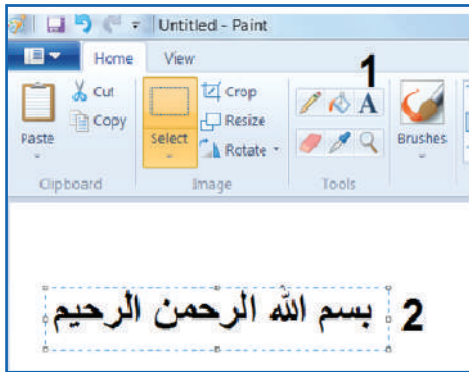 Untitled - Paint
Home View
1
Cut
Copy
Paste
Clipboard
Crop
Resize
Rotate
Select
Image
A
Tools
Brushes
بسم الله الرحمن الرحيم
2